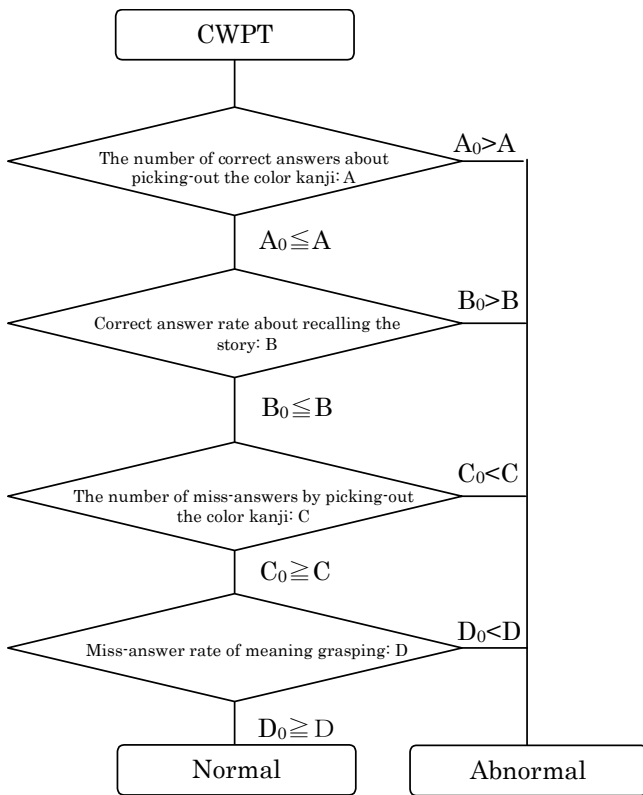 CWPT
The number of correct answers about
picking-out the color kanji: A
A₀>A
A₀≦A
Correct answer rate about recalling the
story: B
B₀>B
B₀≦B
The number of miss-answers by picking-out
the color kanji: C
C₀<C
C₀≧C
Miss-answer rate of meaning grasping: D
D₀<D
D₀≧D
Normal
Abnormal